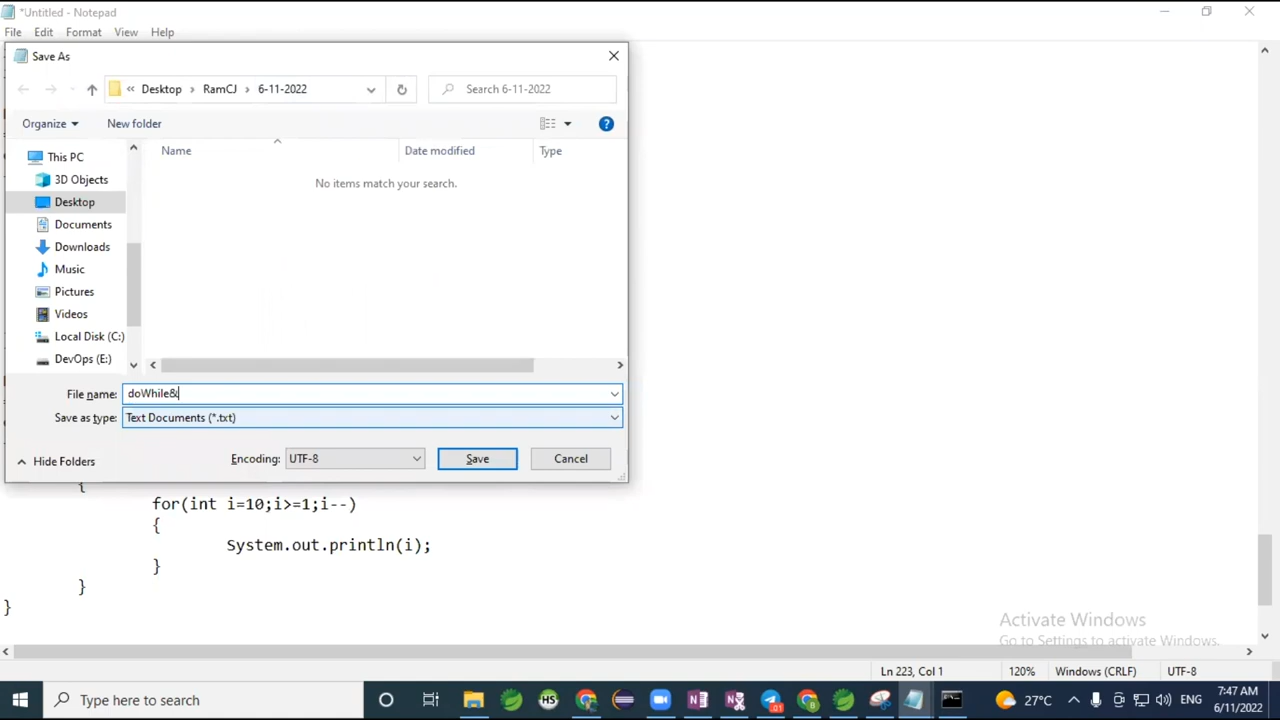 *Untitled - Notepad
File Edit Format View Help
Save As
« Desktop › RamCJ › 6-11-2022
Search 6-11-2022
Organize New folder
Name Date modified Type
No items match your search.
This PC
3D Objects
Desktop
Documents
Downloads
Music
Pictures
Videos
Local Disk (C:)
DevOps (E:)
File name: doWhile&
Save as type: Text Documents (*.txt)
Hide Folders Encoding: UTF-8 Save Cancel
{
for(int i=10;i>=1;i--)
{
System.out.println(i);
}
}
}
Activate Windows
Go to Settings to activate Windows.
Ln 223, Col 1 120% Windows (CRLF) UTF-8
Type here to search
HS
01
27°C
ENG
7:47 AM
6/11/2022